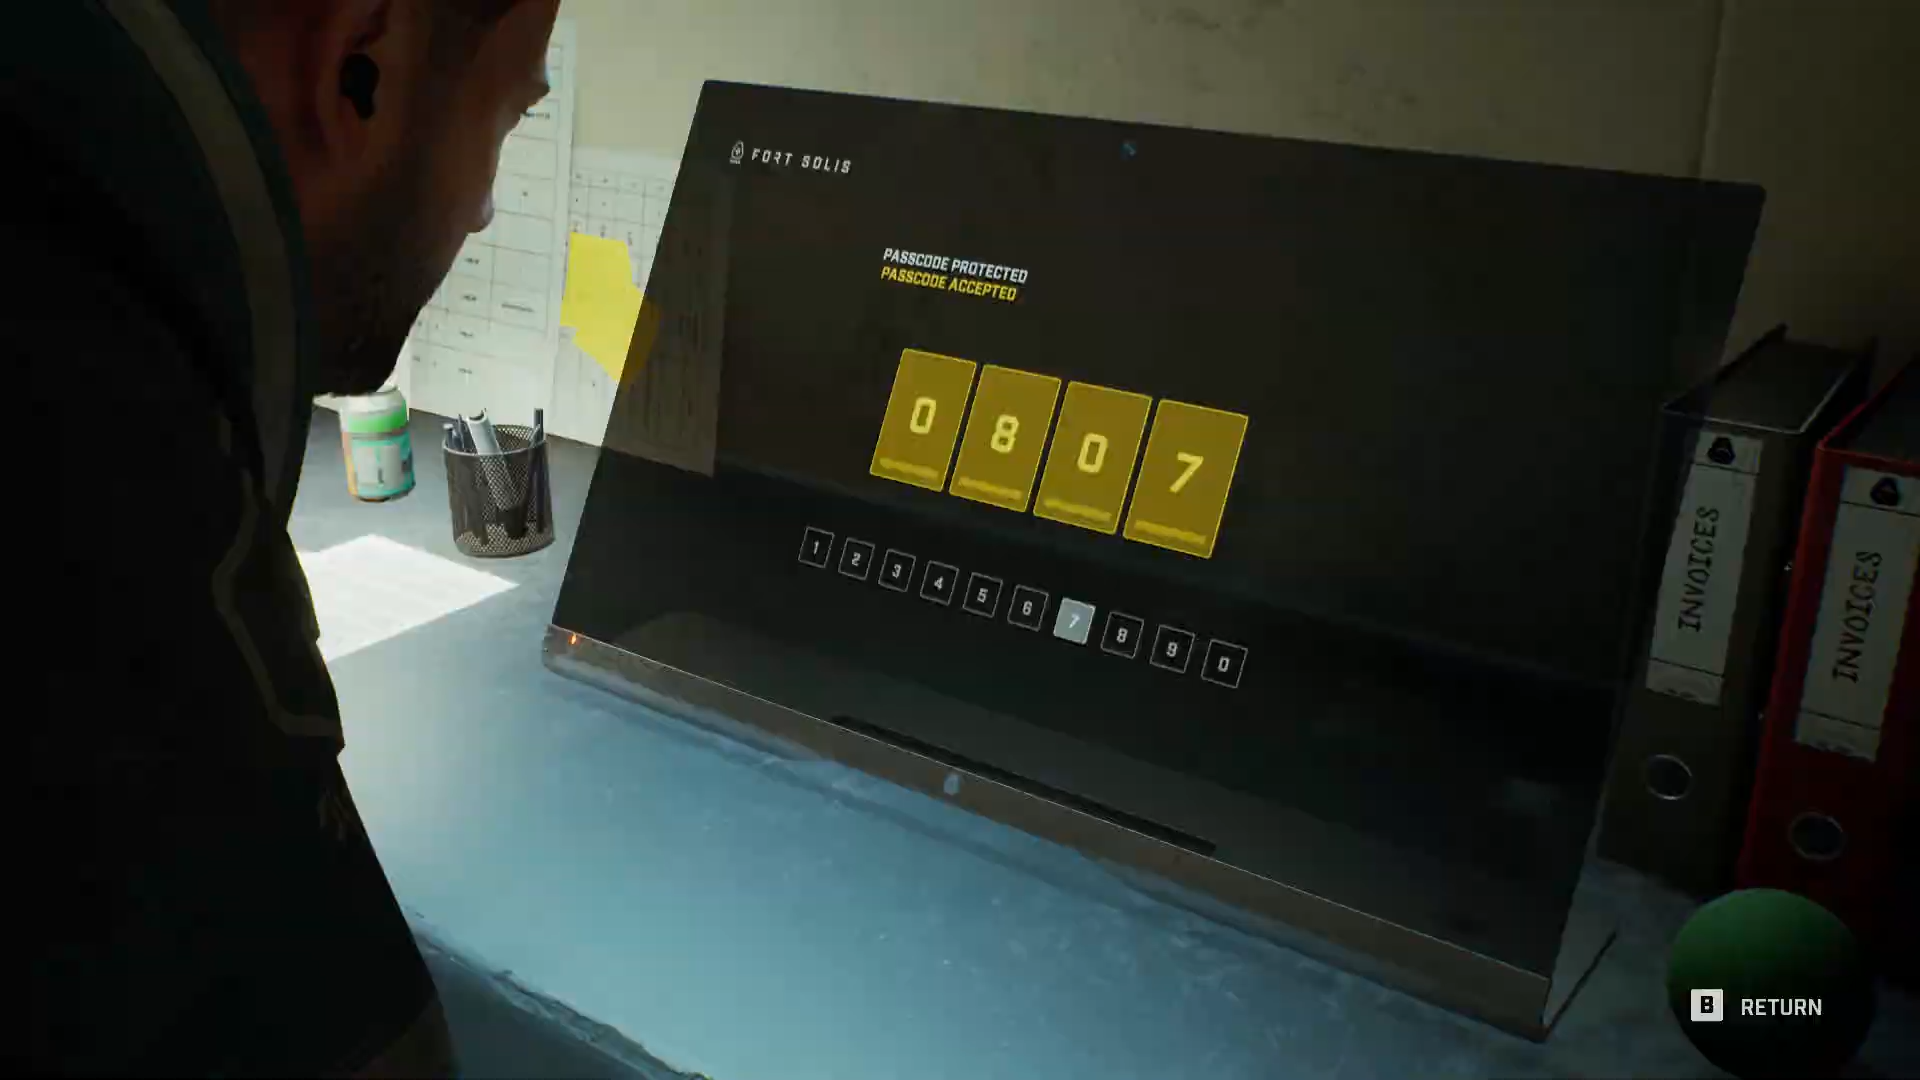 FORT SOLIS
PASSCODE PROTECTED
PASSCODE ACCEPTED
0 8 0 7
1 2 3 4 5 6 7 8 9 0
INVOICES
INVOICES
B RETURN